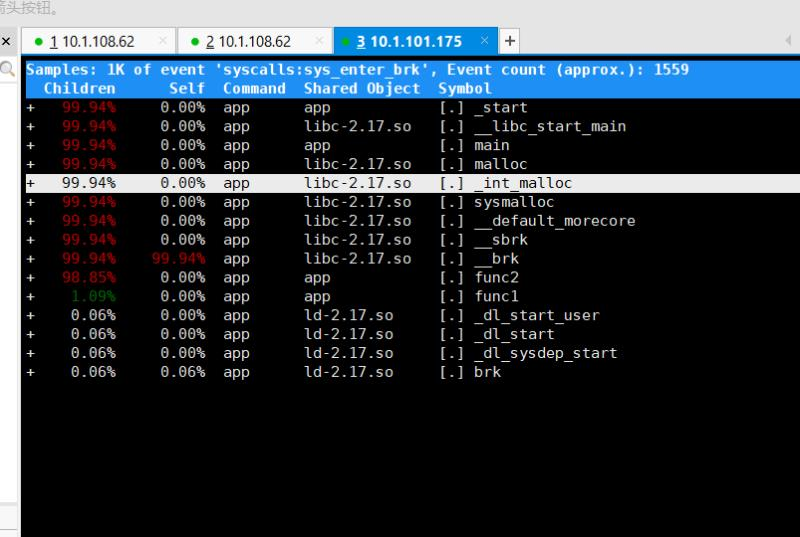 箭头按钮。
1 10.1.108.62 × 2 10.1.108.62 × 3 10.1.101.175 × +
Samples: 1K of event 'syscalls:sys_enter_brk', Event count (approx.): 1559
Children Self Command Shared Object Symbol
+ 99.94% 0.00% app app [.] _start
+ 99.94% 0.00% app libc-2.17.so [.] __libc_start_main
+ 99.94% 0.00% app app [.] main
+ 99.94% 0.00% app libc-2.17.so [.] malloc
+ 99.94% 0.00% app libc-2.17.so [.] _int_malloc
+ 99.94% 0.00% app libc-2.17.so [.] sysmalloc
+ 99.94% 0.00% app libc-2.17.so [.] __default_morecore
+ 99.94% 0.00% app libc-2.17.so [.] __sbrk
+ 99.94% 99.94% app libc-2.17.so [.] __brk
+ 98.85% 0.00% app app [.] func2
+ 1.09% 0.00% app app [.] func1
+ 0.06% 0.00% app ld-2.17.so [.] _dl_start_user
+ 0.06% 0.00% app ld-2.17.so [.] _dl_start
+ 0.06% 0.00% app ld-2.17.so [.] _dl_sysdep_start
+ 0.06% 0.06% app ld-2.17.so [.] brk